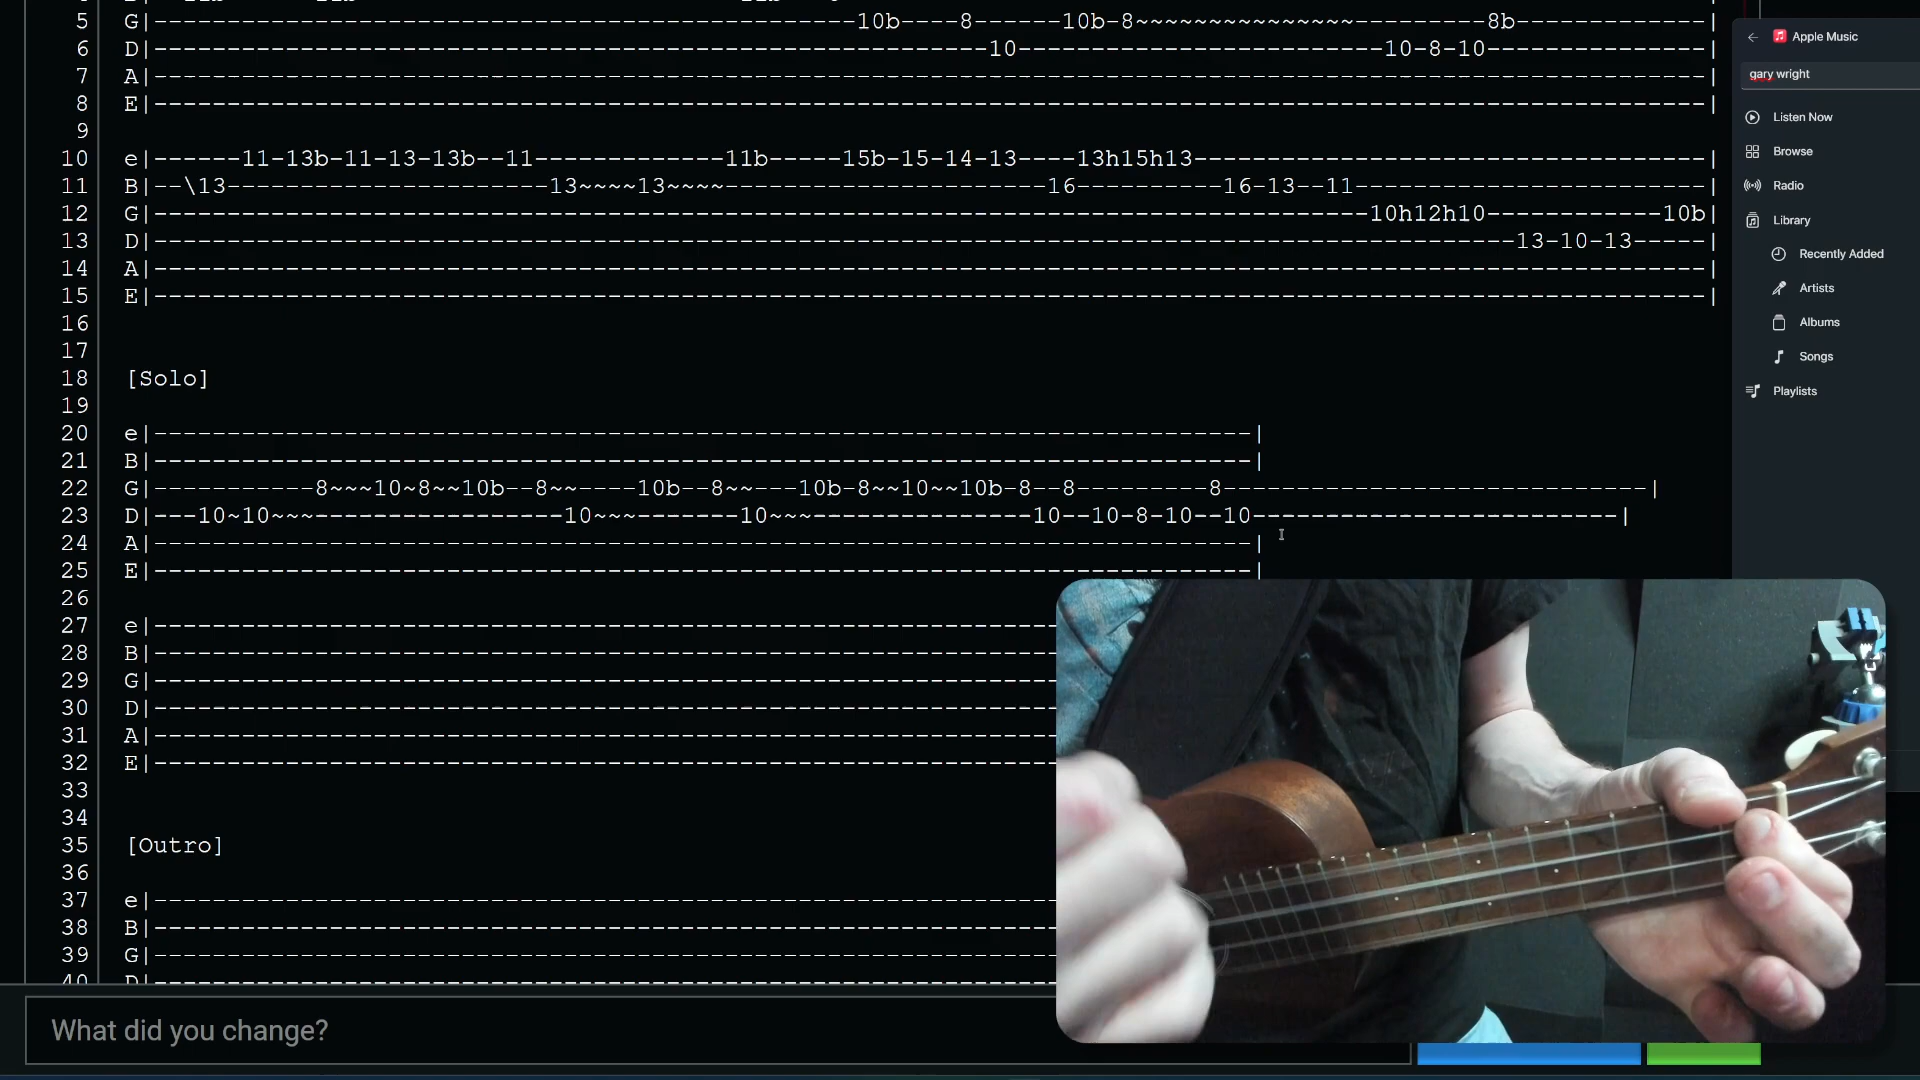 5 G|------------------------------------------------10b----8------10b-8~~~~~~~~~~~~~~~---------8b-------------|
6 D|---------------------------------------------------------10-------------------------10-8-10---------------|
7 A|----------------------------------------------------------------------------------------------------------|
8 E|----------------------------------------------------------------------------------------------------------|
9
10 e|------11-13b-11-13-13b--11-------------11b-----15b-15-14-13----13h15h13-----------------------------------|
11 B|--\13----------------------13~~~~13~~~~----------------------16----------16-13--11------------------------|
12 G|-----------------------------------------------------------------------------------10h12h10------------10b|
13 D|---------------------------------------------------------------------------------------------13-10-13-----|
14 A|----------------------------------------------------------------------------------------------------------|
15 E|----------------------------------------------------------------------------------------------------------|
16
17
18 [Solo]
19
20 e|---------------------------------------------------------------------------|
21 B|---------------------------------------------------------------------------|
22 G|-----------8~~~10~8~~10b--8~~----10b--8~~---10b-8~~10~~10b-8--8---------8-----------------------------|
23 D|---10~10~~~-----------------10~~~-------10~~~---------------10--10-8-10--10-------------------------|
24 A|---------------------------------------------------------------------------|
25 E|---------------------------------------------------------------------------|
26
27 e|--------------------------------------------------------------
28 B|--------------------------------------------------------------
29 G|--------------------------------------------------------------
30 D|--------------------------------------------------------------
31 A|--------------------------------------------------------------
32 E|--------------------------------------------------------------
33
34
35 [Outro]
36
37 e|--------------------------------------------------------------
38 B|--------------------------------------------------------------
39 G|--------------------------------------------------------------
40 D|--------------------------------------------------------------
What did you change?
Apple Music
gary wright
Listen Now
Browse
Radio
Library
Recently Added
Artists
Albums
Songs
Playlists